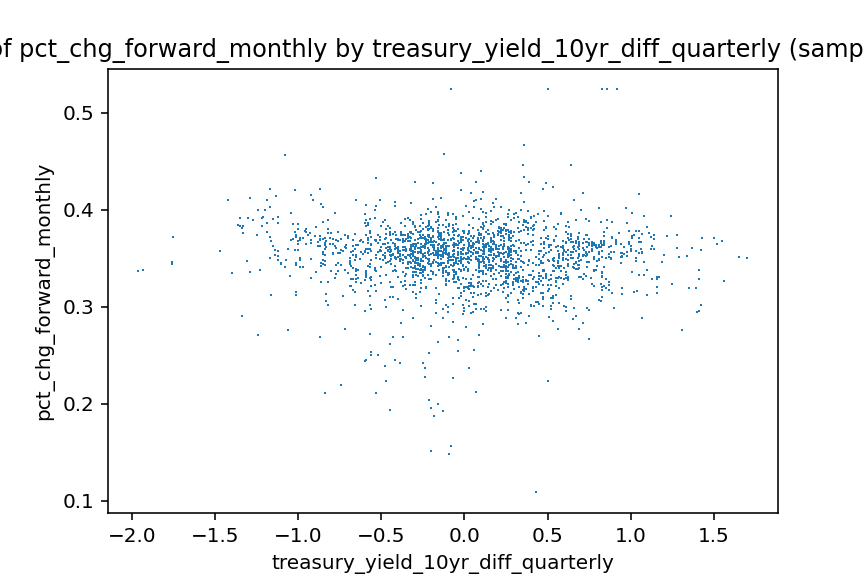 of pct_chg_forward_monthly by treasury_yield_10yr_diff_quarterly (samp
0.5
0.4
0.3
0.2
0.1
pct_chg_forward_monthly
−2.0 −1.5 −1.0 −0.5 0.0 0.5 1.0 1.5
treasury_yield_10yr_diff_quarterly